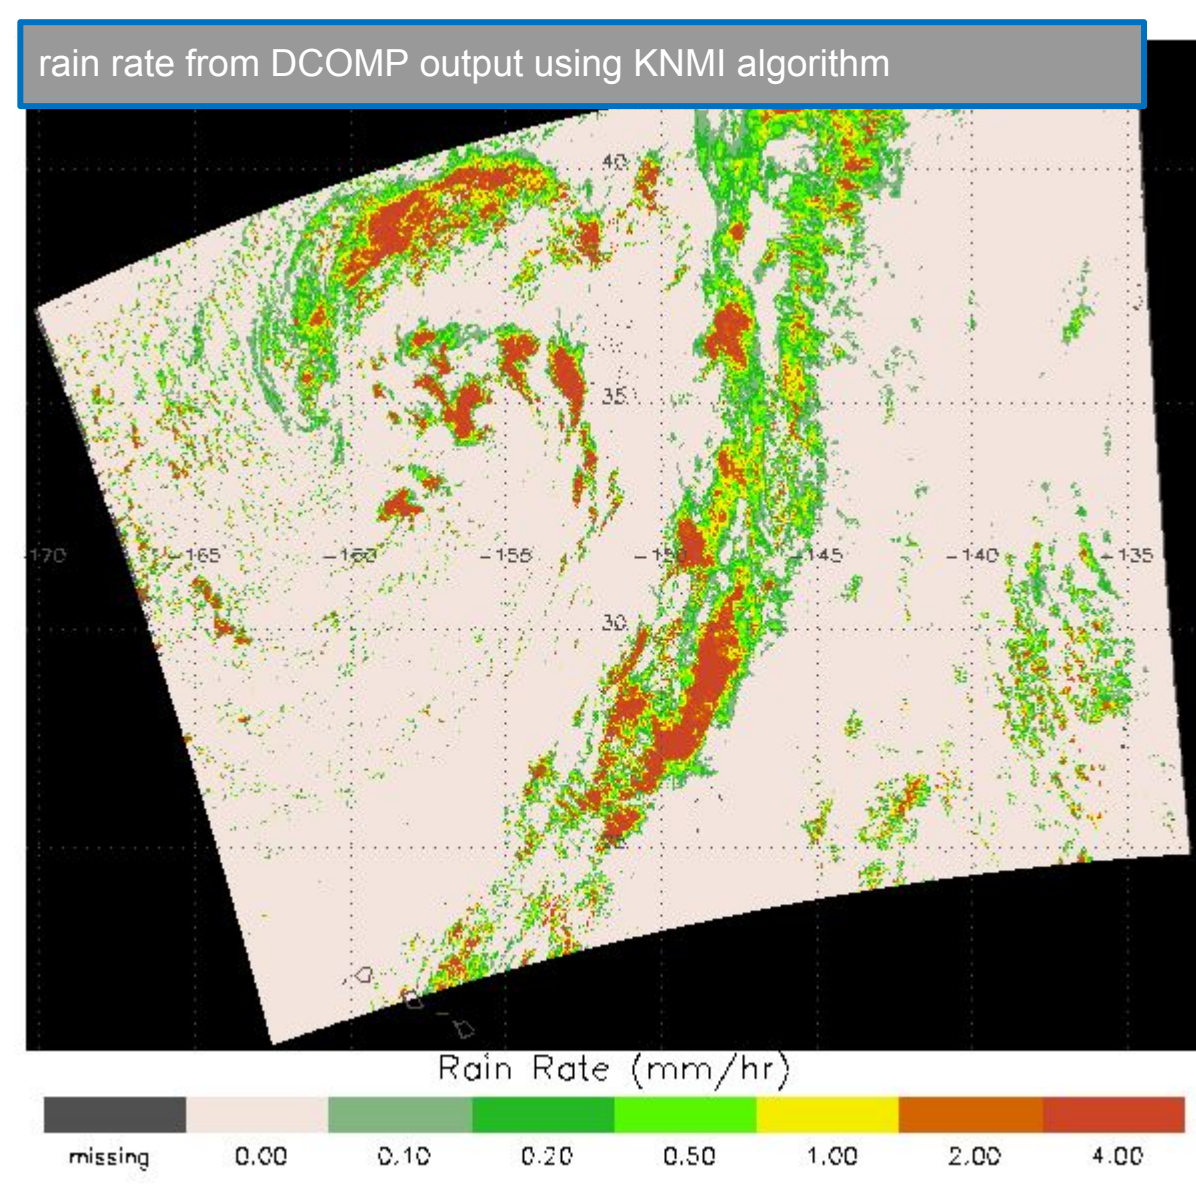 rain rate from DCOMP output using KNMI algorithm
40
35
-170 -165 -160 -155 -150 -145 -140 -135
30
Rain Rate (mm/hr)
missing 0.00 0.10 0.20 0.50 1.00 2.00 4.00